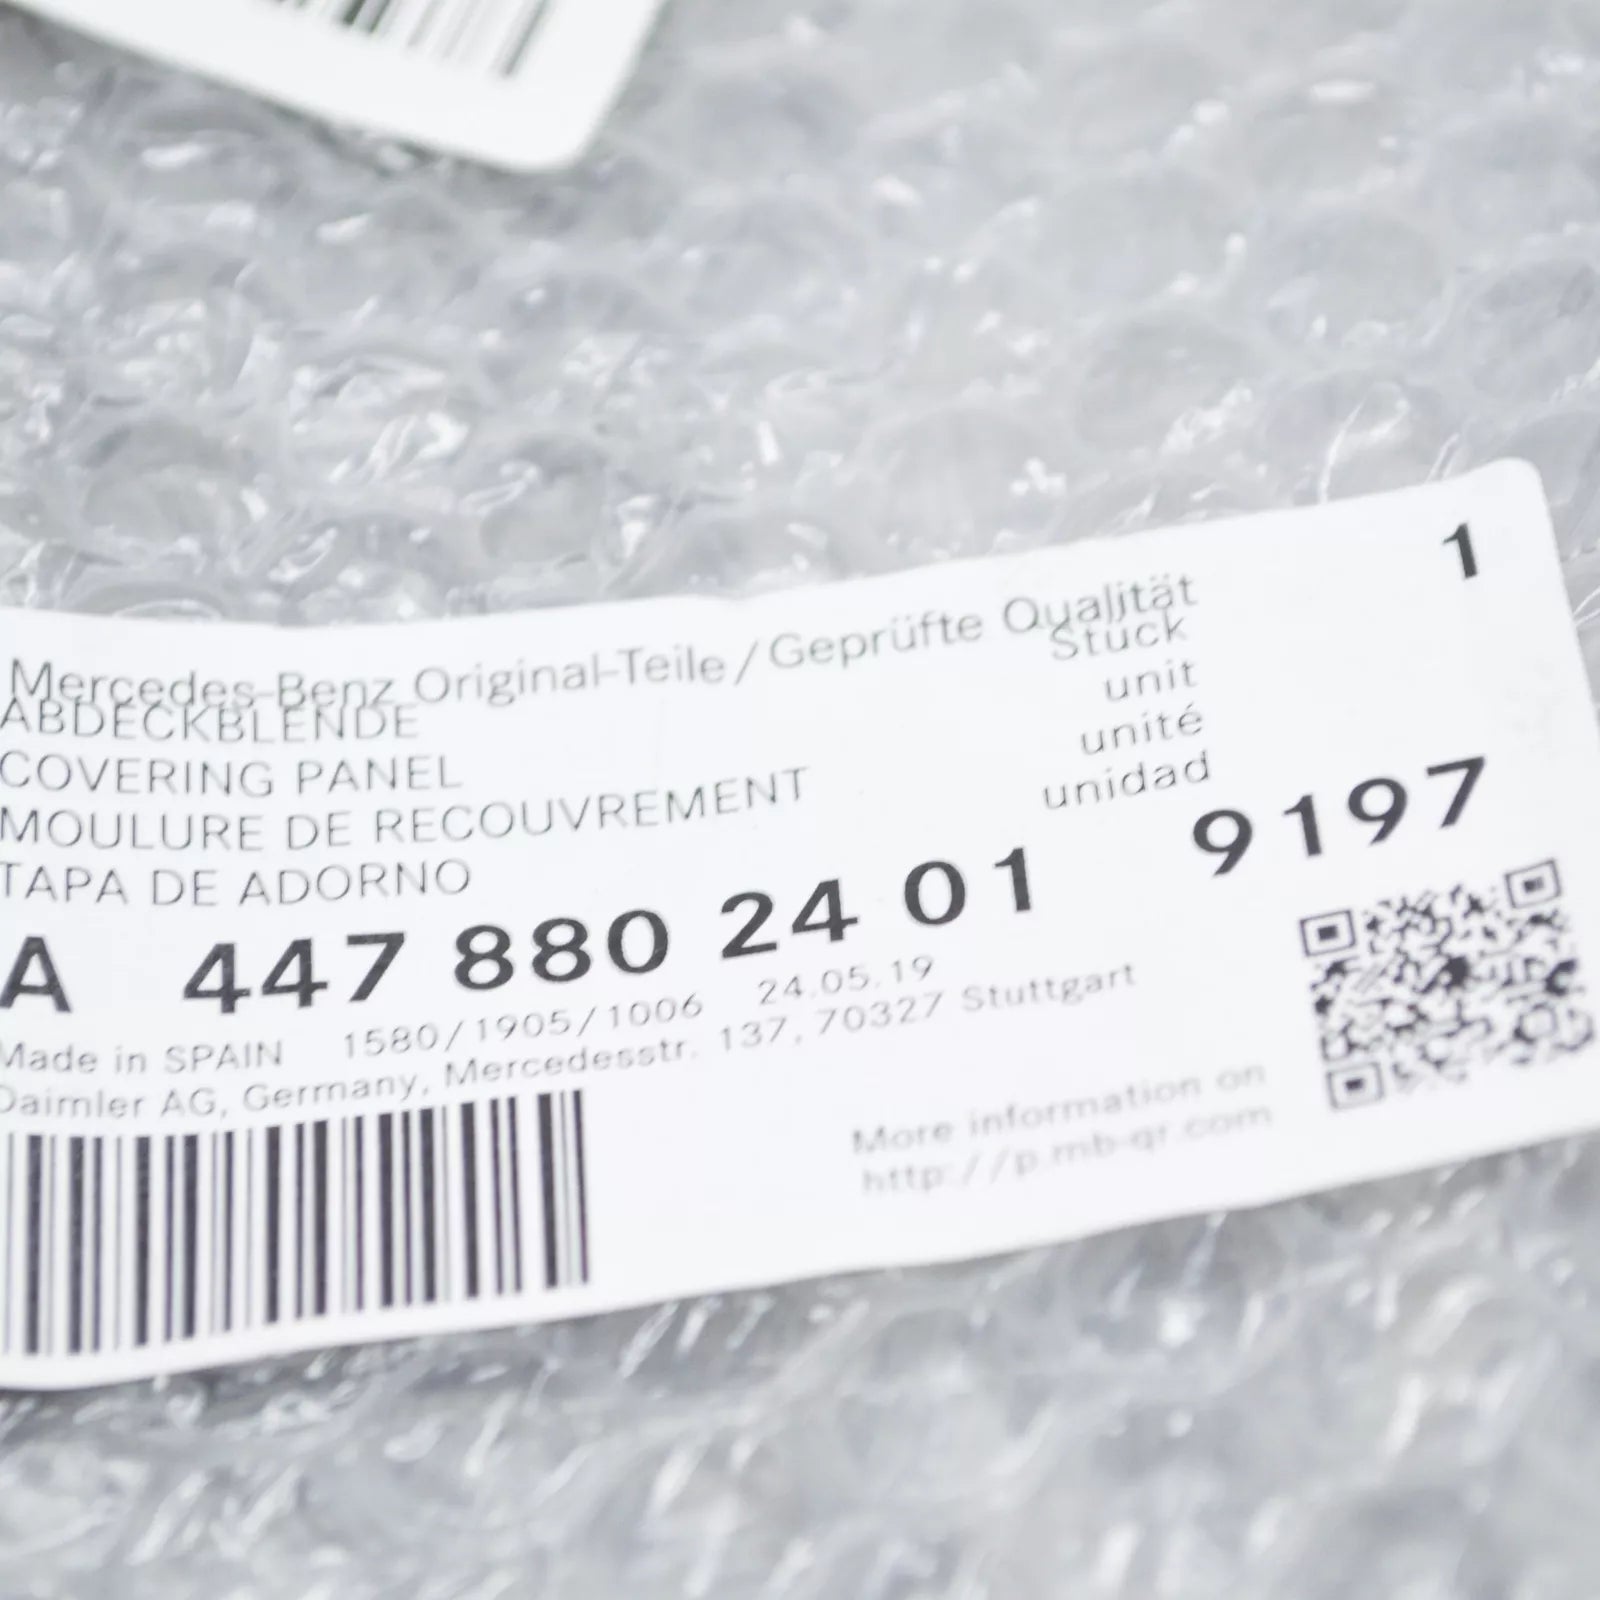 1
Mercedes-Benz Original-Teile / Geprüfte Qualität
ABDECKBLENDE
Stück
COVERING PANEL
unit
MOULURE DE RECOUVREMENT
unité
TAPA DE ADORNO
unidad
A 447 880 24 01 9197
Made in SPAIN 1580/1905/1006 24.05.19
Daimler AG, Germany, Mercedesstr. 137, 70327 Stuttgart
More information on
http://p.mb-qr.com